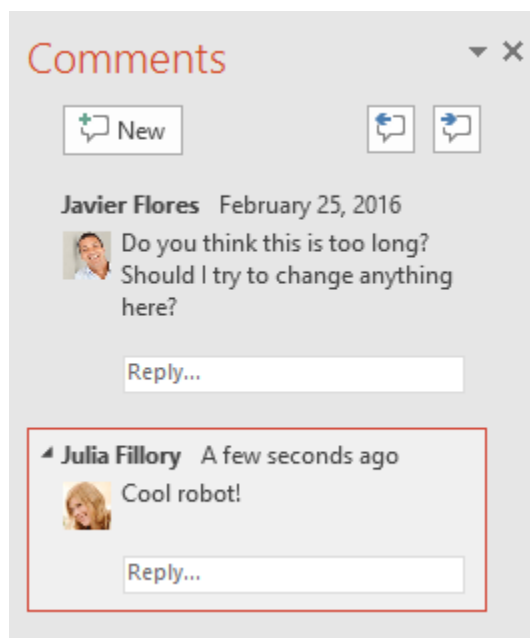 Comments
New
Javier Flores February 25, 2016
Do you think this is too long?
Should I try to change anything
here?
Reply...
Julia Fillory A few seconds ago
Cool robot!
Reply...